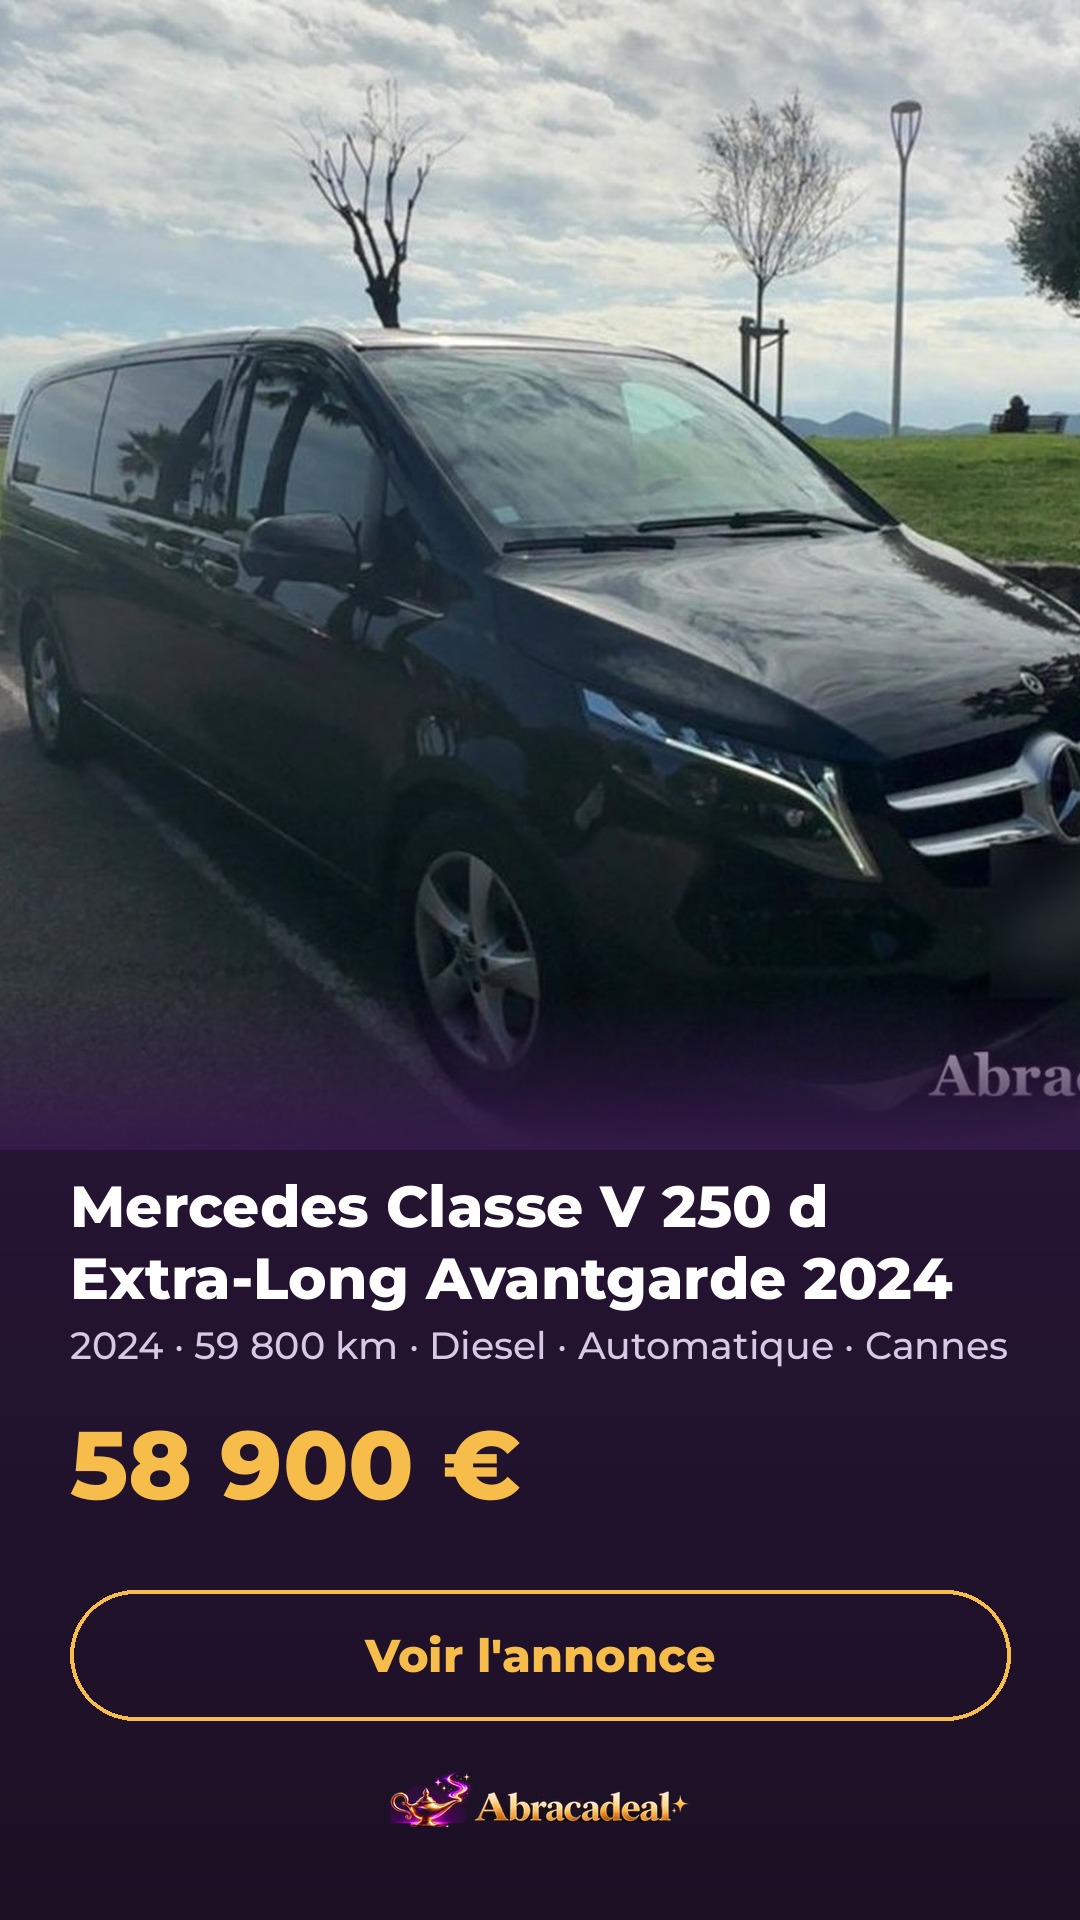 Abrac
Mercedes Classe V 250 d
Extra-Long Avantgarde 2024
2024 · 59 800 km · Diesel · Automatique · Cannes
58 900 €
Voir l'annonce
Abracadeal